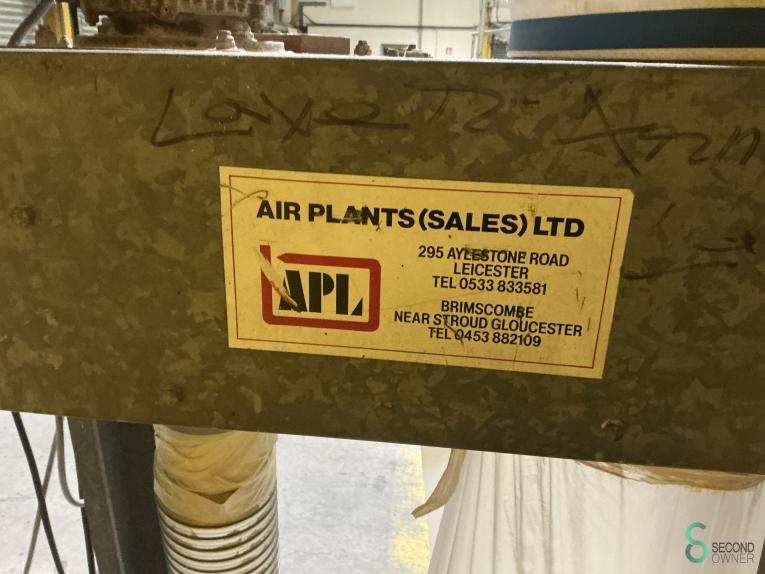 AIR PLANTS (SALES) LTD
APL
295 AYLESTONE ROAD
LEICESTER
TEL 0533 833581
BRIMSCOMBE
NEAR STROUD GLOUCESTER
TEL 0453 882109
SECOND
OWNER